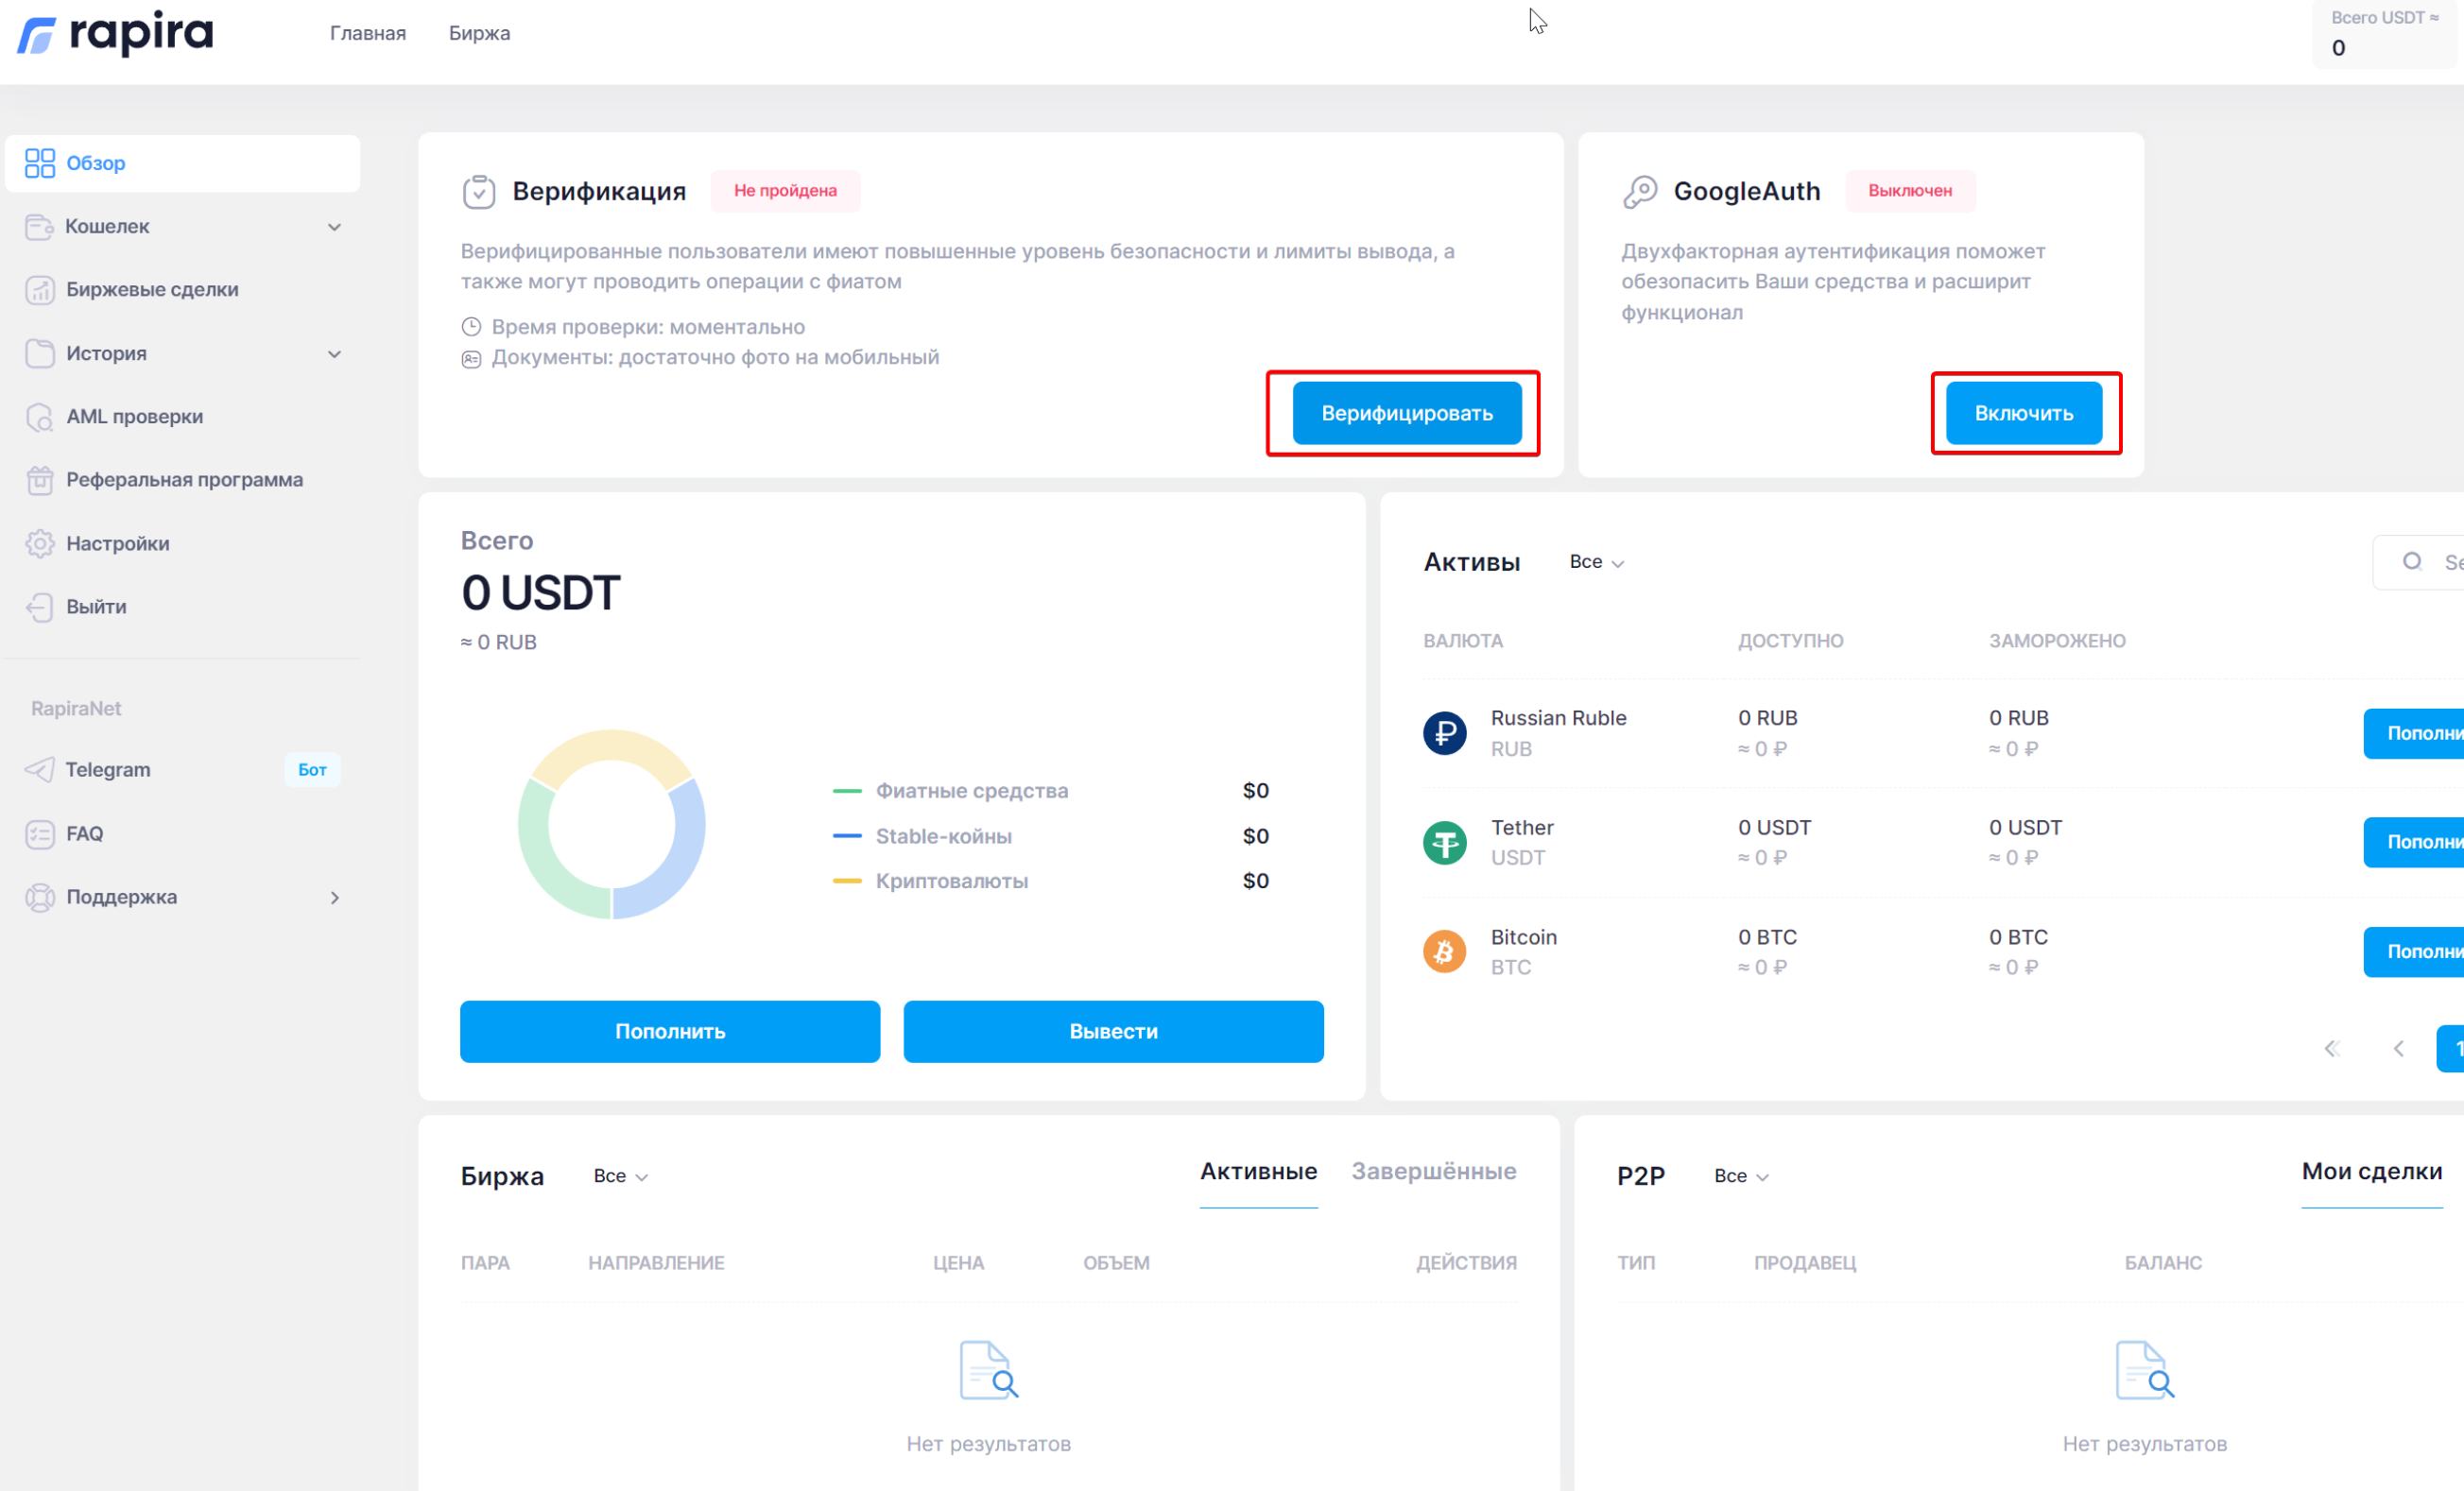 rapira
Главная
Биржа
Всего USDT ≈
0
Обзор
Кошелек
Биржевые сделки
История
AML проверки
Реферальная программа
Настройки
Выйти
RapiraNet
Telegram
Бот
FAQ
Поддержка
Верификация
Не пройдена
Верифицированные пользователи имеют повышенные уровень безопасности и лимиты вывода, а
также могут проводить операции с фиатом
Время проверки: моментально
Документы: достаточно фото на мобильный
Верифицировать
GoogleAuth
Выключен
Двухфакторная аутентификация поможет
обезопасить Ваши средства и расширит
функционал
Включить
Всего
0 USDT
≈ 0 RUB
Фиатные средства $0
Stable-койны $0
Криптовалюты $0
Пополнить
Вывести
Активы
Все
Se
ВАЛЮТА ДОСТУПНО ЗАМОРОЖЕНО
Russian Ruble 0 RUB 0 RUB
RUB ≈ 0 ₽ ≈ 0 ₽
Пополни
Tether 0 USDT 0 USDT
USDT ≈ 0 ₽ ≈ 0 ₽
Пополни
Bitcoin 0 BTC 0 BTC
BTC ≈ 0 ₽ ≈ 0 ₽
Пополни
1
Биржа
Все
Активные
Завершённые
ПАРА НАПРАВЛЕНИЕ ЦЕНА ОБЪЕМ ДЕЙСТВИЯ
Нет результатов
P2P
Все
Мои сделки
ТИП ПРОДАВЕЦ БАЛАНС
Нет результатов